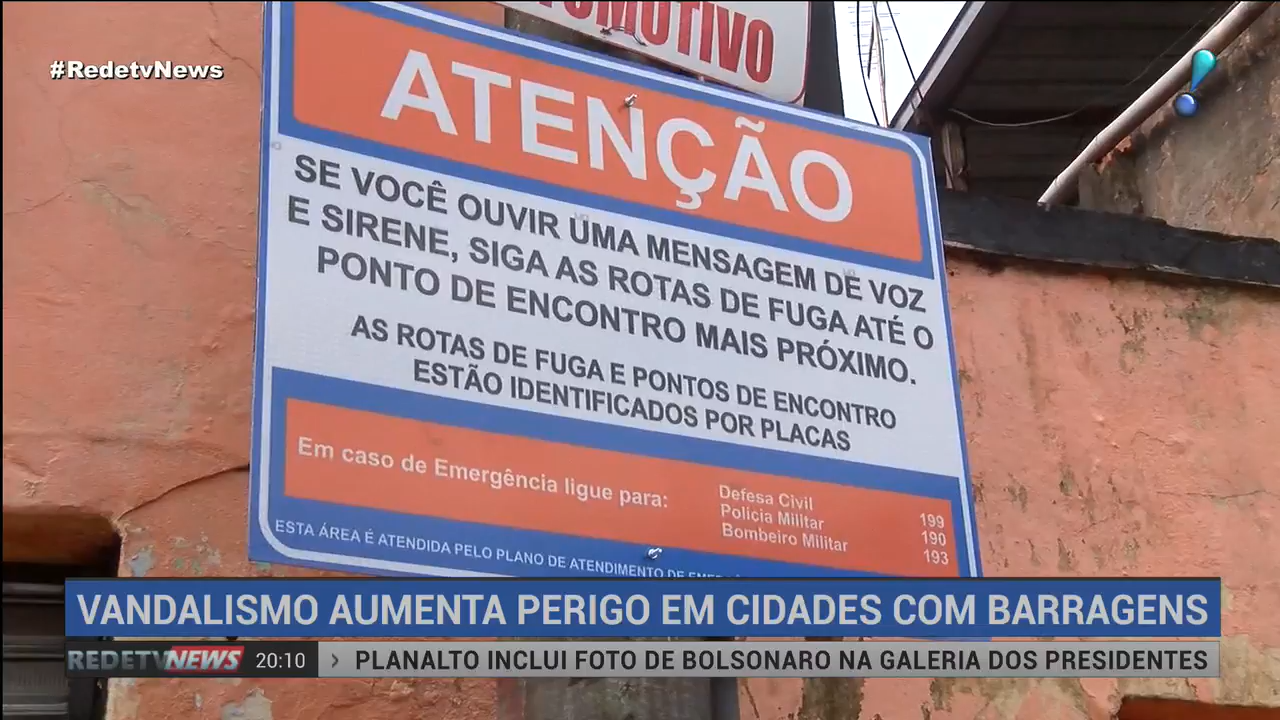 OMOTIVO
#RedetvNews
ATENÇÃO
SE VOCÊ OUVIR UMA MENSAGEM DE VOZ
E SIRENE, SIGA AS ROTAS DE FUGA ATÉ O
PONTO DE ENCONTRO MAIS PRÓXIMO.
AS ROTAS DE FUGA E PONTOS DE ENCONTRO
ESTÃO IDENTIFICADOS POR PLACAS
Em caso de Emergência ligue para:
Defesa Civil 199
Polícia Militar 190
Bombeiro Militar 193
ESTA ÁREA É ATENDIDA PELO PLANO DE ATENDIMENTO DE
VANDALISMO AUMENTA PERIGO EM CIDADES COM BARRAGENS
REDETV NEWS 20:10 › PLANALTO INCLUI FOTO DE BOLSONARO NA GALERIA DOS PRESIDENTES